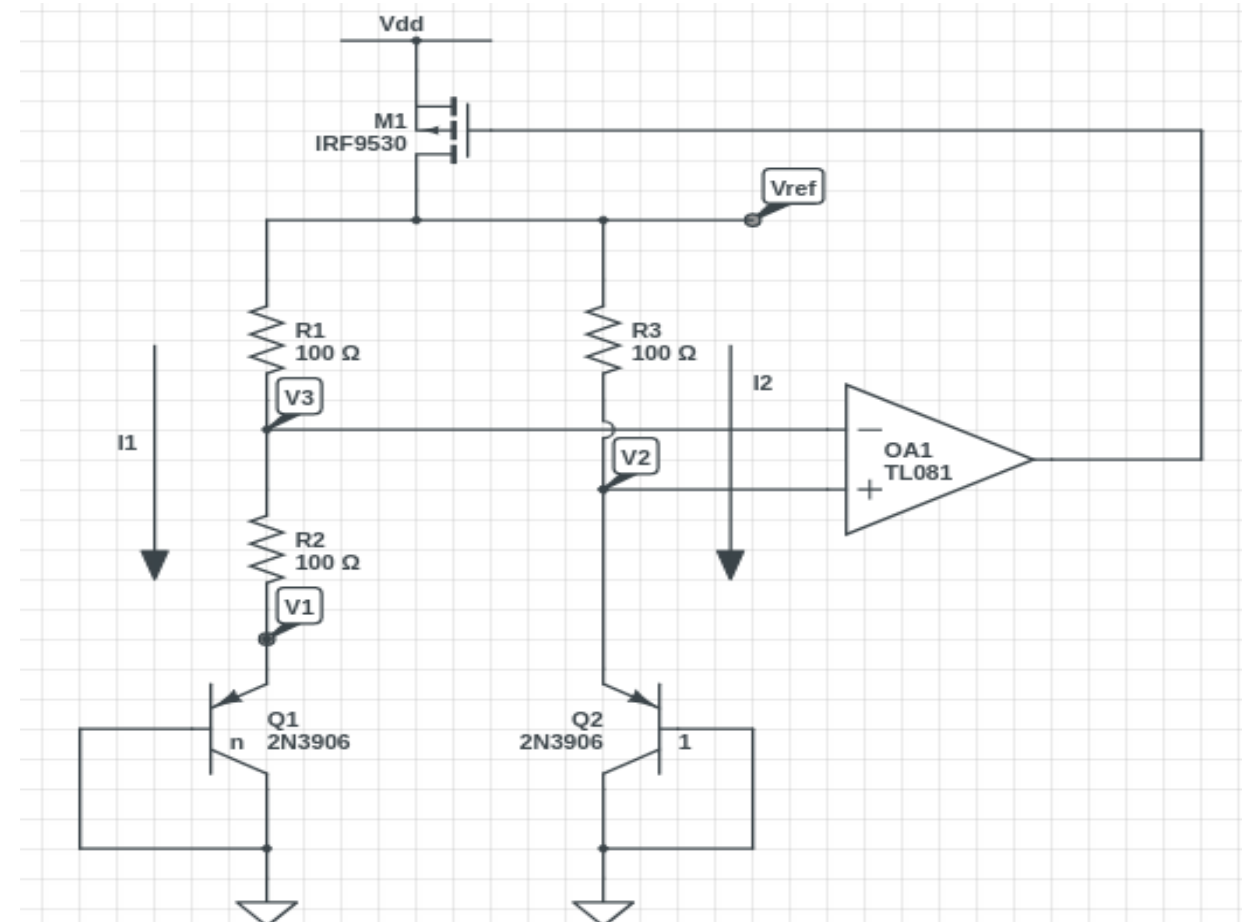 Vdd
M1
IRF9530
Vref
R1
100 Ω
R3
100 Ω
V3
I2
I1
V2
OA1
TL081
R2
100 Ω
V1
Q1
n 2N3906
Q2
2N3906 1